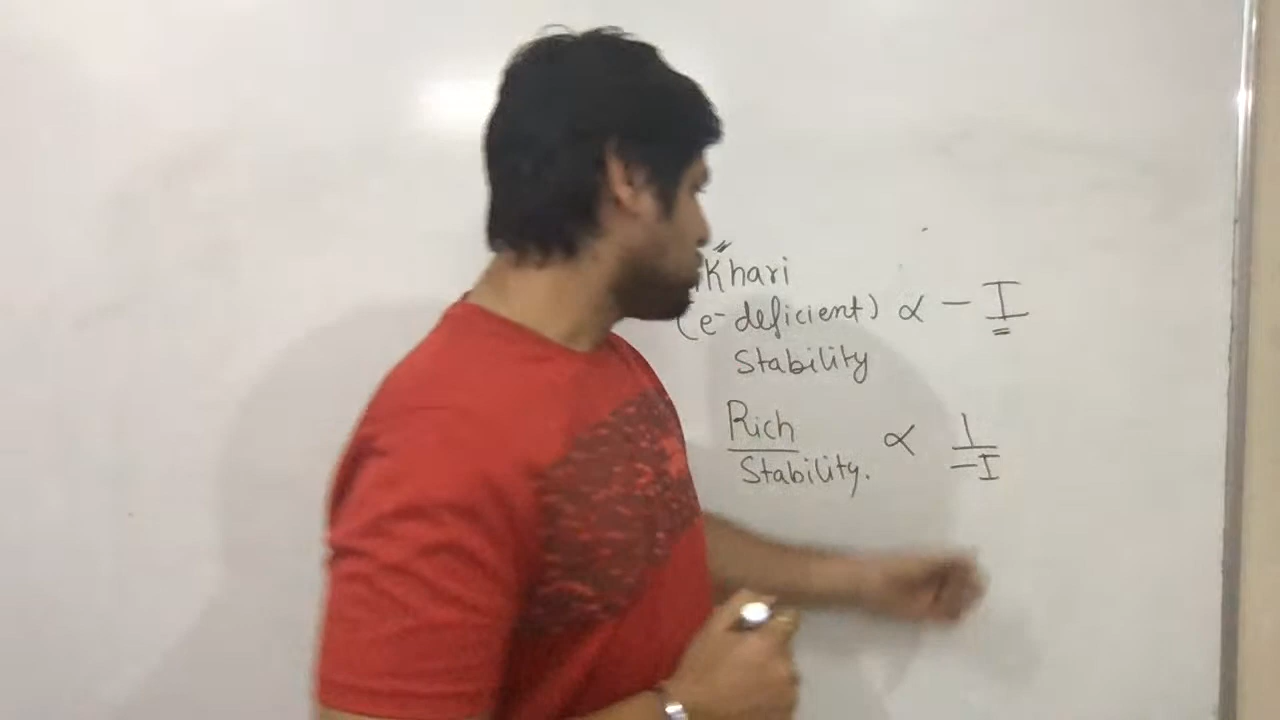 Khari
(e- deficient) ∝ - I
Stability
Rich
Stability. ∝ 1/-I